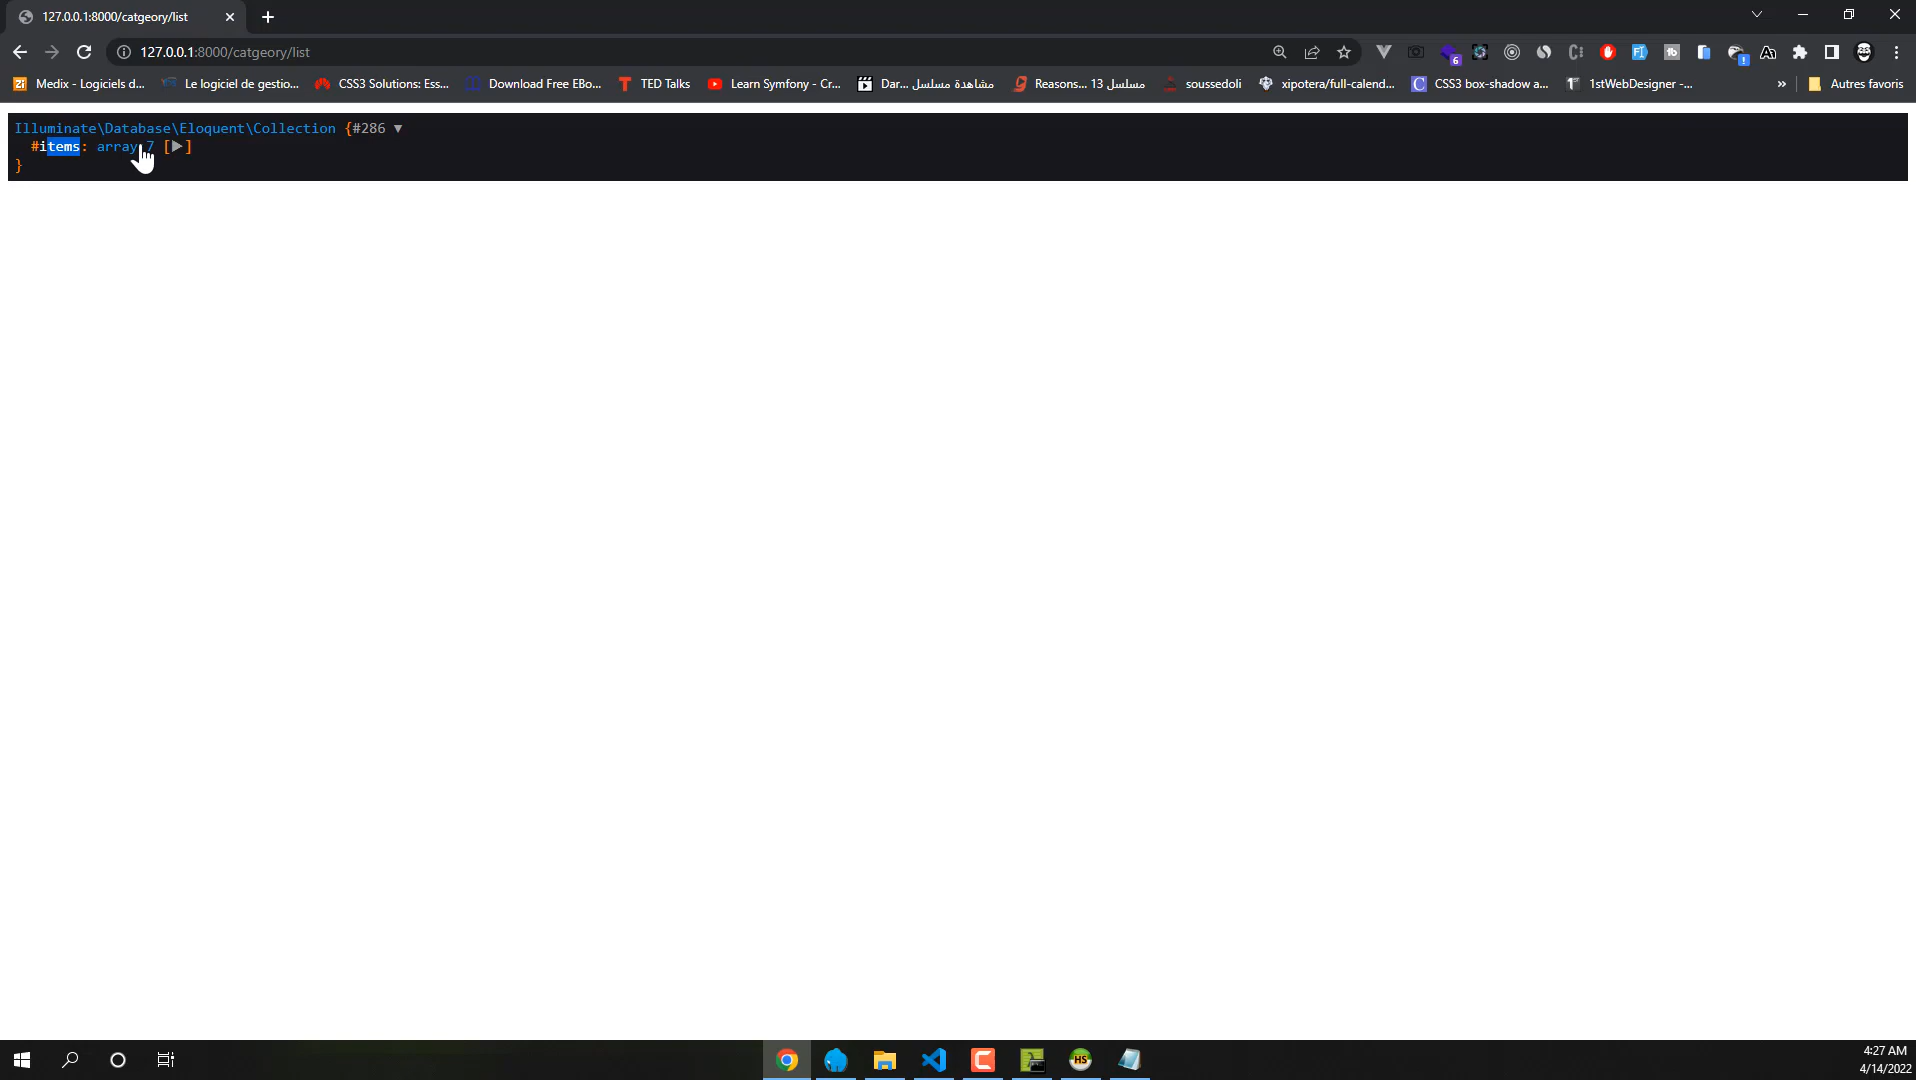 127.0.0.1:8000/catgeory/list
127.0.0.1:8000/catgeory/list
6
!
Medix - Logiciels d...
Le logiciel de gestio...
CSS3 Solutions: Ess...
Download Free EBo...
TED Talks
Learn Symfony - Cr...
مشاهدة مسلسل Dar...
مسلسل 13 Reasons...
soussedoli
xipotera/full-calend...
CSS3 box-shadow a...
1stWebDesigner -...
»
Autres favoris
Illuminate\Database\Eloquent\Collection {#286 ▼
#items: array:7 [▶]
}
HS
4:27 AM
4/14/2022